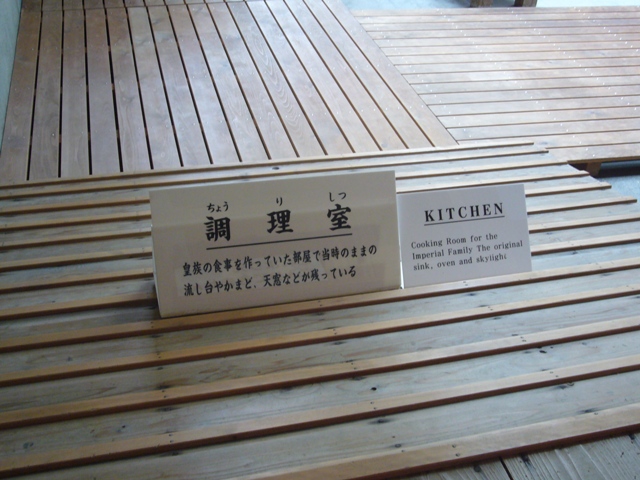 ちょう り しつ
調理室
皇族の食事を作っていた部屋で当時のままの
流し台やかまど、天窓などが残っている
KITCHEN
Cooking Room for the
Imperial Family The original
sink, oven and skyiighi